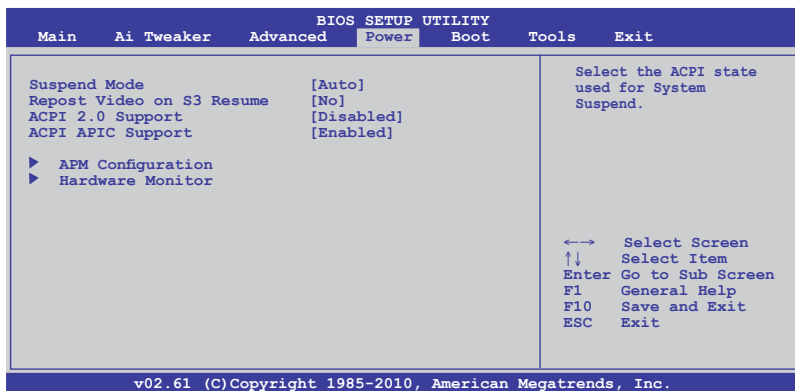 BIOS SETUP UTILITY
Main Ai Tweaker Advanced Power Boot Tools Exit
Suspend Mode [Auto]
Repost Video on S3 Resume [No]
ACPI 2.0 Support [Disabled]
ACPI APIC Support [Enabled]
▶ APM Configuration
▶ Hardware Monitor
Select the ACPI state
used for System
Suspend.
←→ Select Screen
↑↓ Select Item
Enter Go to Sub Screen
F1 General Help
F10 Save and Exit
ESC Exit
v02.61 (C)Copyright 1985-2010, American Megatrends, Inc.